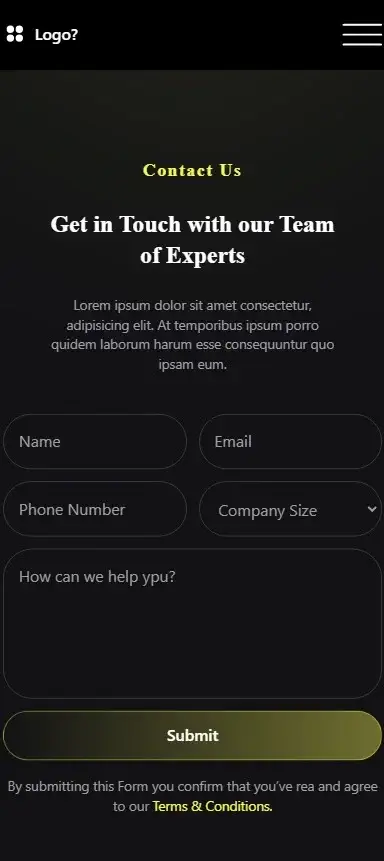 Logo?
Contact Us
Get in Touch with our Team
of Experts
Lorem ipsum dolor sit amet consectetur,
adipisicing elit. At temporibus ipsum porro
quidem laborum harum esse consequuntur quo
ipsam eum.
Name
Email
Phone Number
Company Size
How can we help ypu?
Submit
By submitting this Form you confirm that you’ve rea and agree
to our Terms & Conditions.